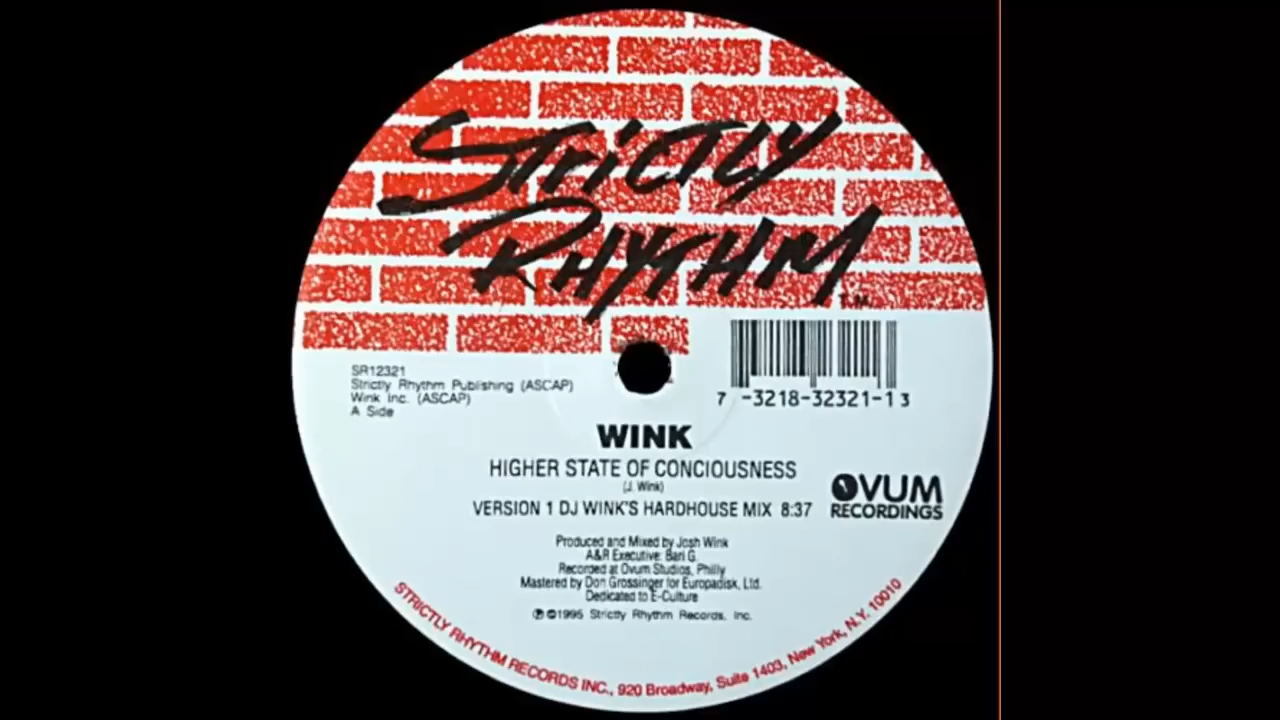 STRICTLY
RHYTHM
T.M.
SR12321
Strictly Rhythm Publishing (ASCAP)
Wink Inc. (ASCAP)
A Side
7 -3218-32321-1 3
WINK
HIGHER STATE OF CONCIOUSNESS
(J. Wink)
VERSION 1 DJ WINK'S HARDHOUSE MIX 8:37
OVUM
RECORDINGS
Produced and Mixed by Josh Wink
A&R Executive: Bari G.
Recorded at Ovum Studios, Philly
Mastered by Don Grossinger for Europadisk, Ltd.
Dedicated to E-Culture
℗ ©1995 Strictly Rhythm Records, Inc.
STRICTLY RHYTHM RECORDS INC., 920 Broadway, Suite 1403, New York, N.Y. 10010